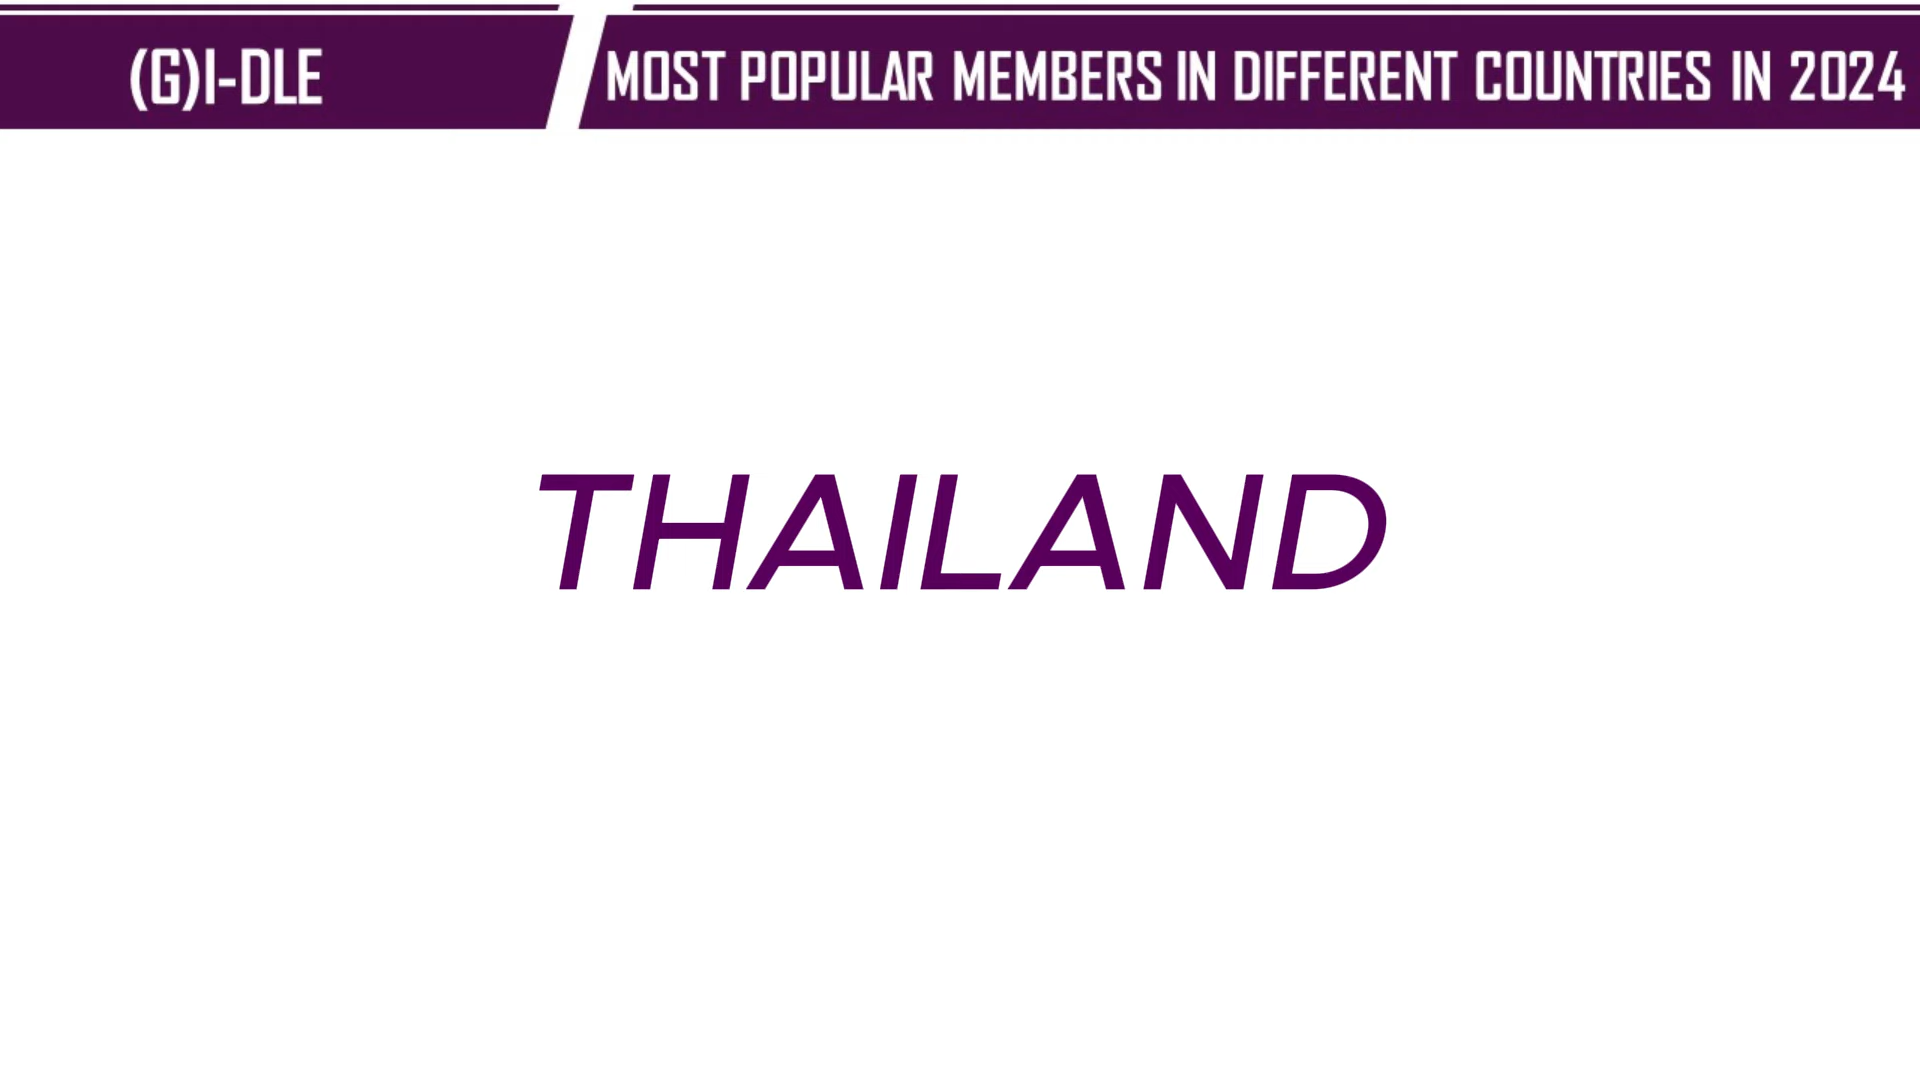 (G)I-DLE
MOST POPULAR MEMBERS IN DIFFERENT COUNTRIES IN 2024
THAILAND